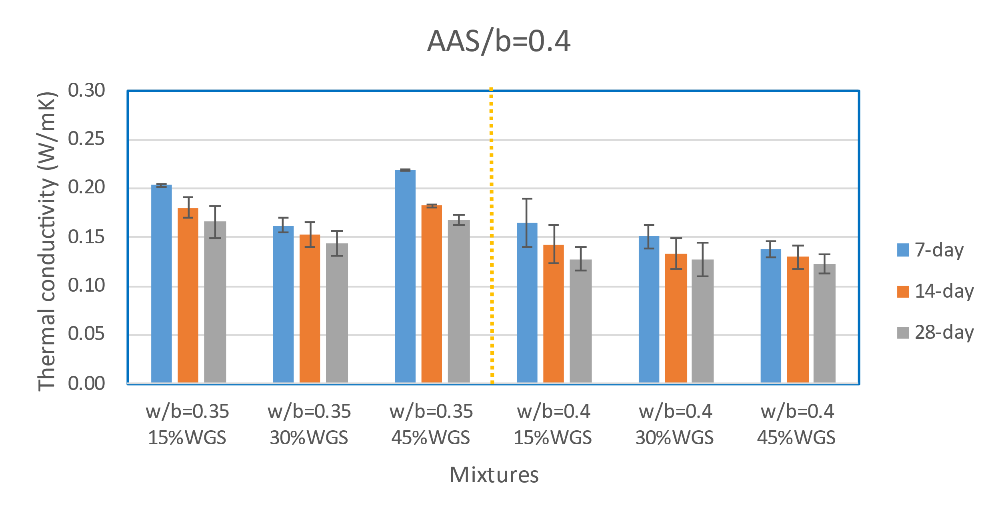 AAS/b=0.4
Thermal conductivity (W/mK)
0.30
0.25
0.20
0.15
0.10
0.05
0.00
w/b=0.35
15%WGS
w/b=0.35
30%WGS
w/b=0.35
45%WGS
w/b=0.4
15%WGS
w/b=0.4
30%WGS
w/b=0.4
45%WGS
Mixtures
7-day
14-day
28-day